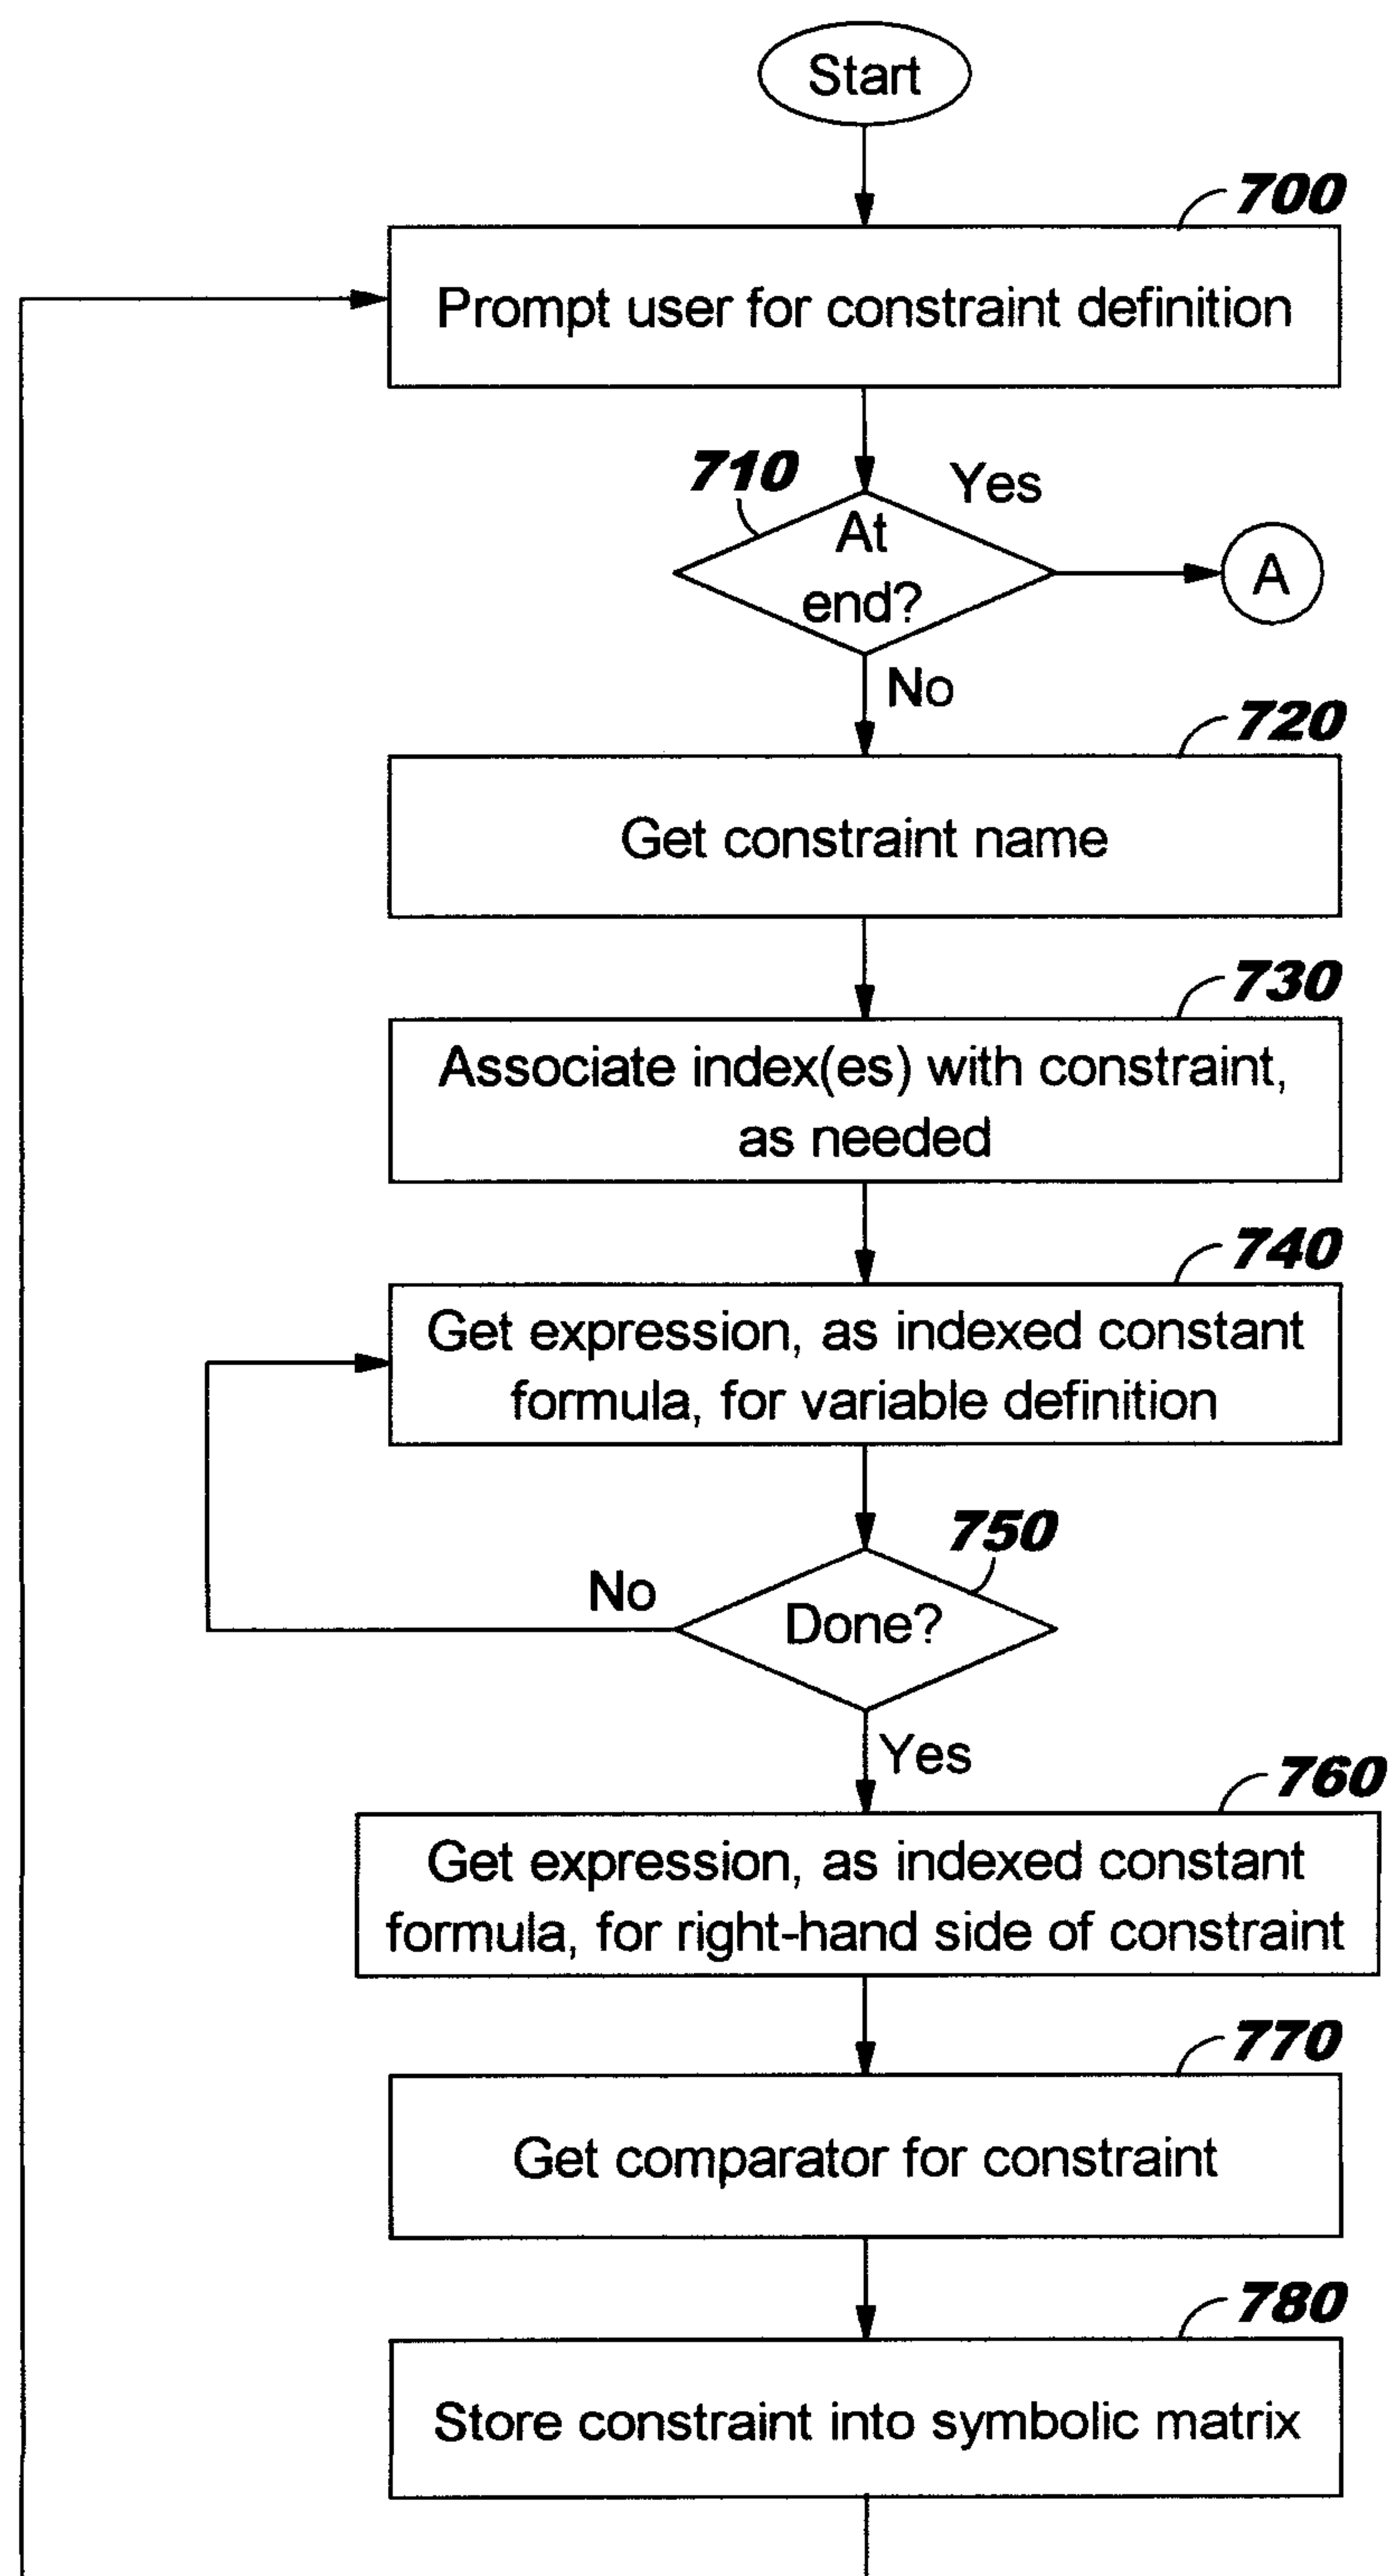 Start
700
Prompt user for constraint definition
710
Yes
At
end?
A
No
720
Get constraint name
730
Associate index(es) with constraint,
as needed
740
Get expression, as indexed constant
formula, for variable definition
750
No
Done?
Yes
760
Get expression, as indexed constant
formula, for right-hand side of constraint
770
Get comparator for constraint
780
Store constraint into symbolic matrix